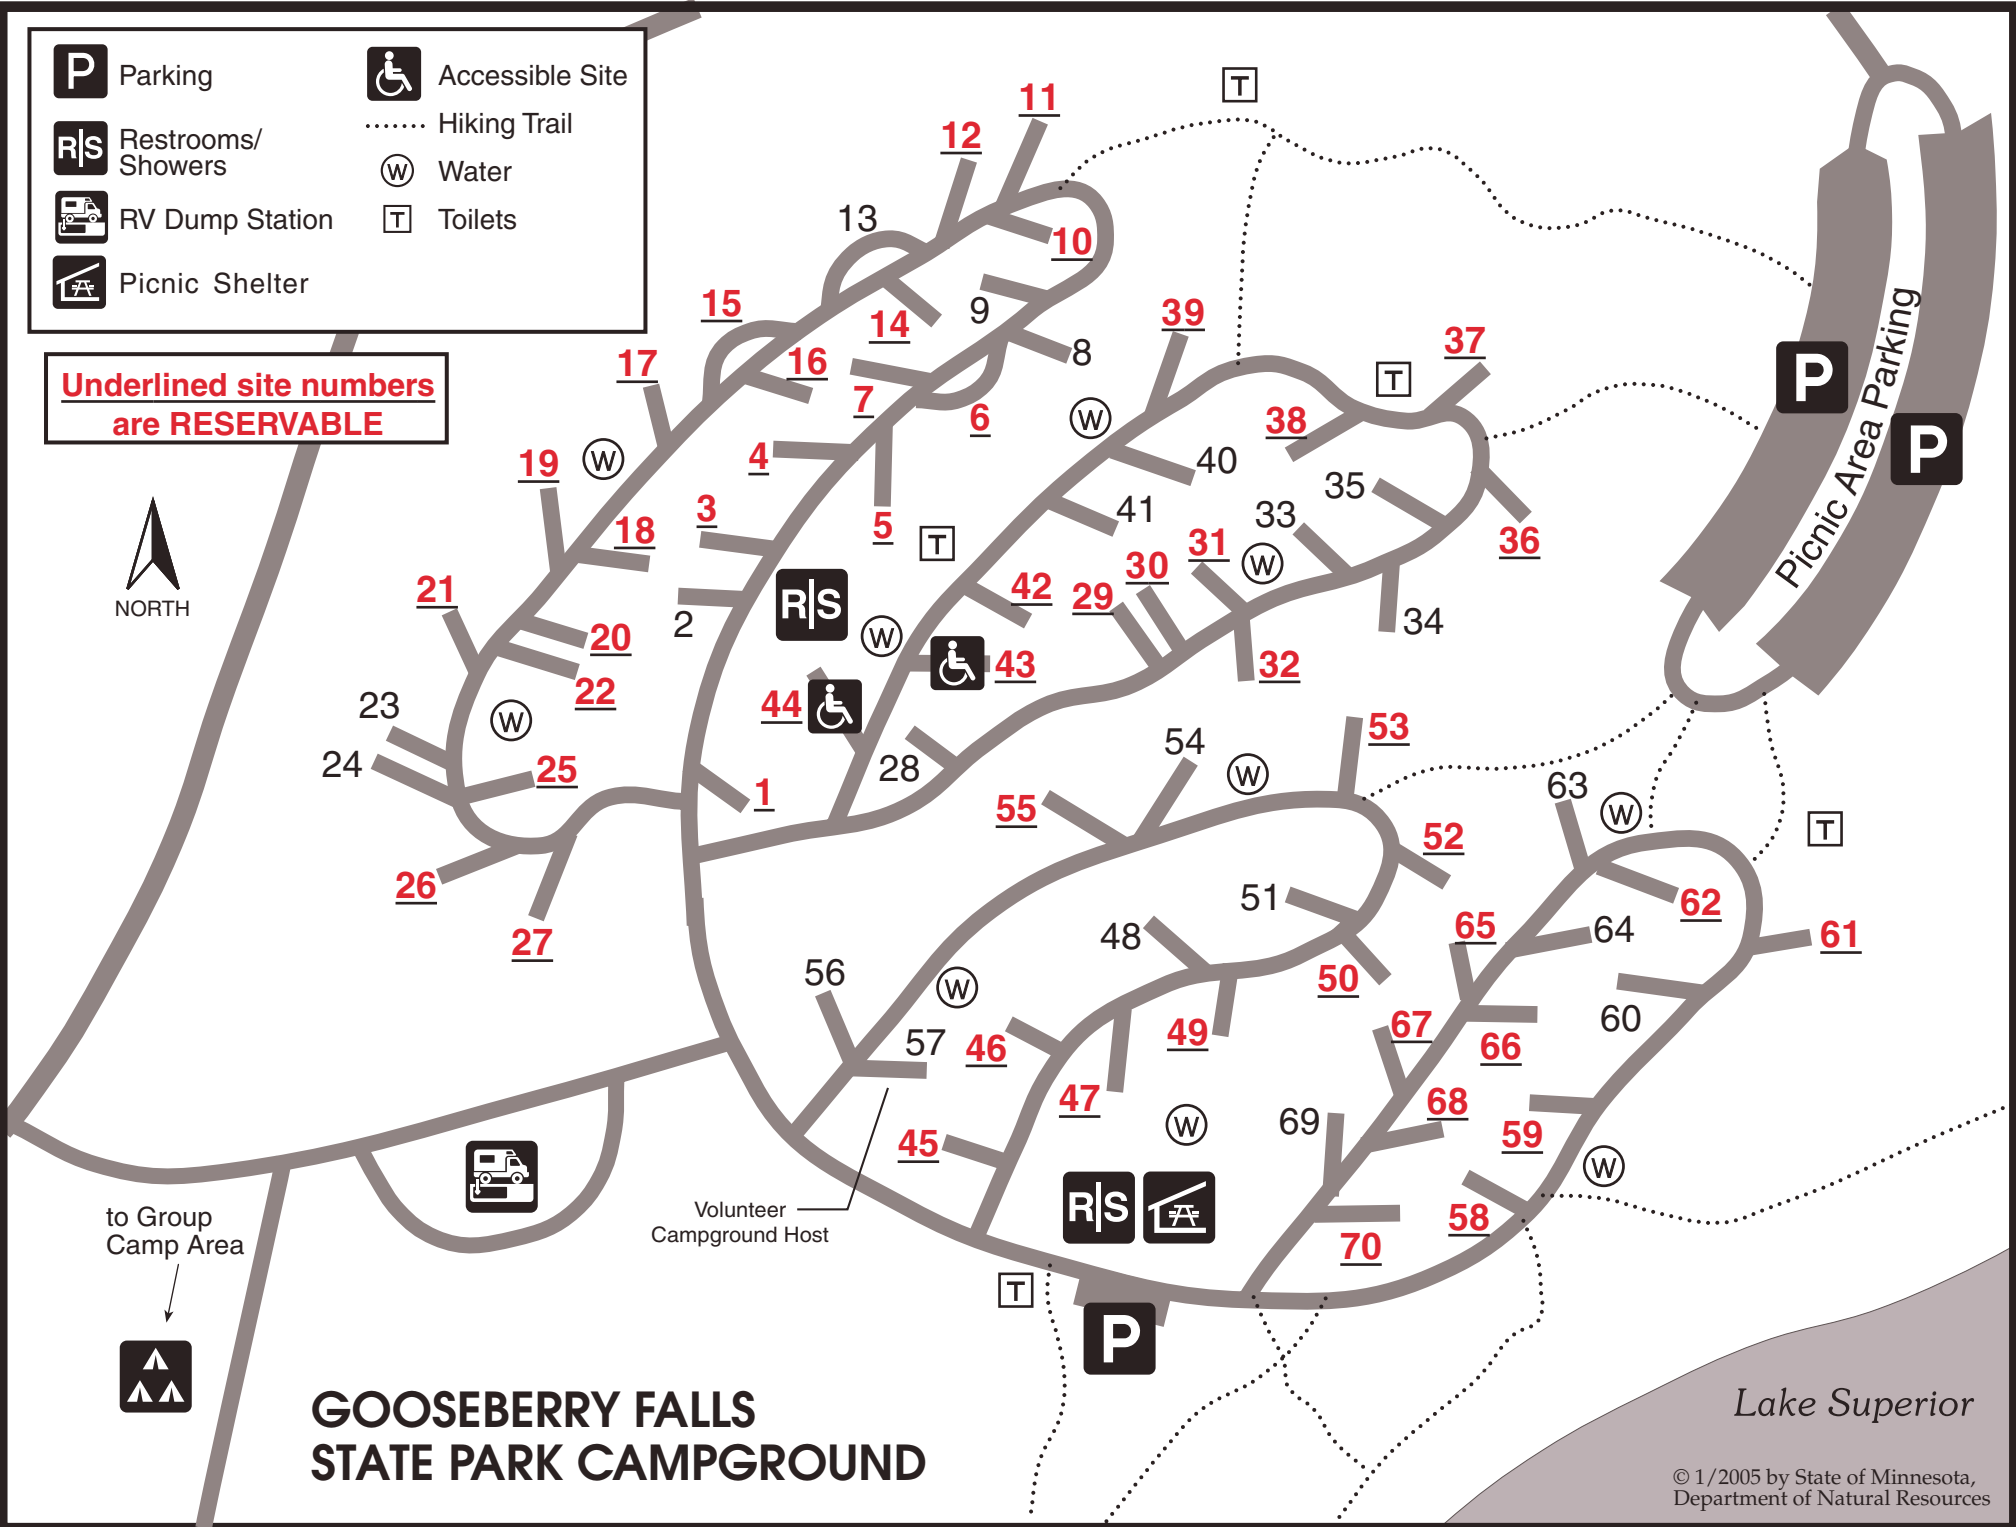 P Parking
R|S Restrooms/
Showers
RV Dump Station
Picnic Shelter
Accessible Site
Hiking Trail
W Water
T Toilets
Underlined site numbers
are RESERVABLE
NORTH
T
11
12
13
10
15
14
9
8
39
37
17
16
7
6
T
38
P
Picnic Area Parking
P
W
4
40
19
W
35
3
5
41
33
36
18
T
31
W
30
21
R|S
42
29
34
2
20
W
43
32
22
44
23
W
54
53
24
25
28
W
1
55
63
W
T
52
26
51
62
65
64
61
27
48
56
50
W
60
57
46
49
67
66
47
68
W
69
59
45
W
Volunteer
Campground Host
R|S
58
70
to Group
Camp Area
T
P
GOOSEBERRY FALLS
STATE PARK CAMPGROUND
Lake Superior
© 1/2005 by State of Minnesota,
Department of Natural Resources